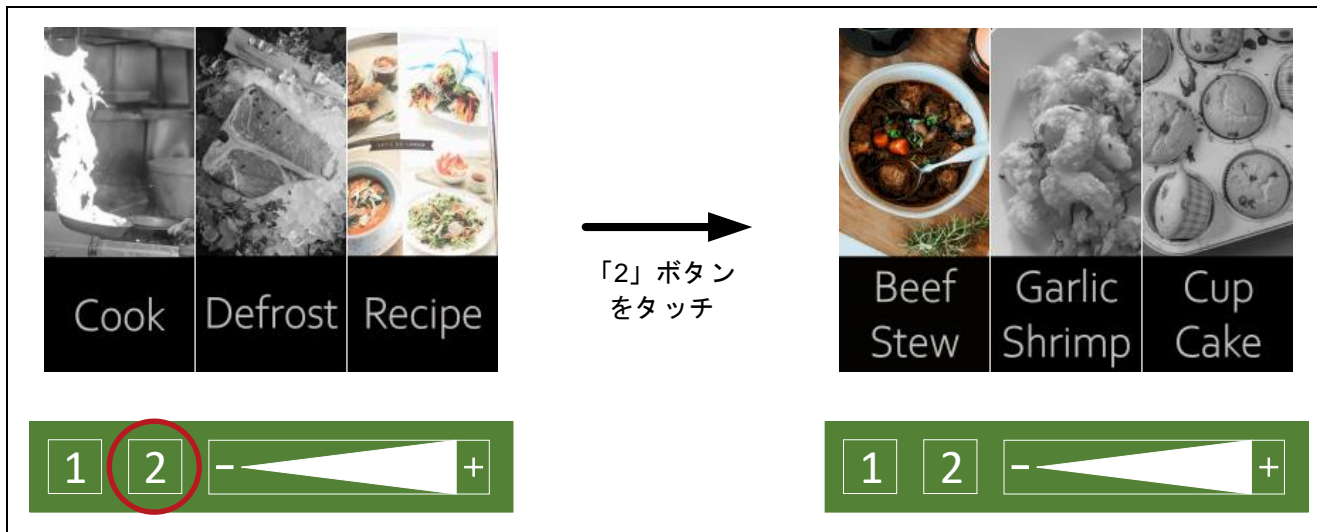 Cook
Defrost
Recipe
「2」ボタン
をタッチ
Beef
Stew
Garlic
Shrimp
Cup
Cake
1 2 - +
1 2 - +